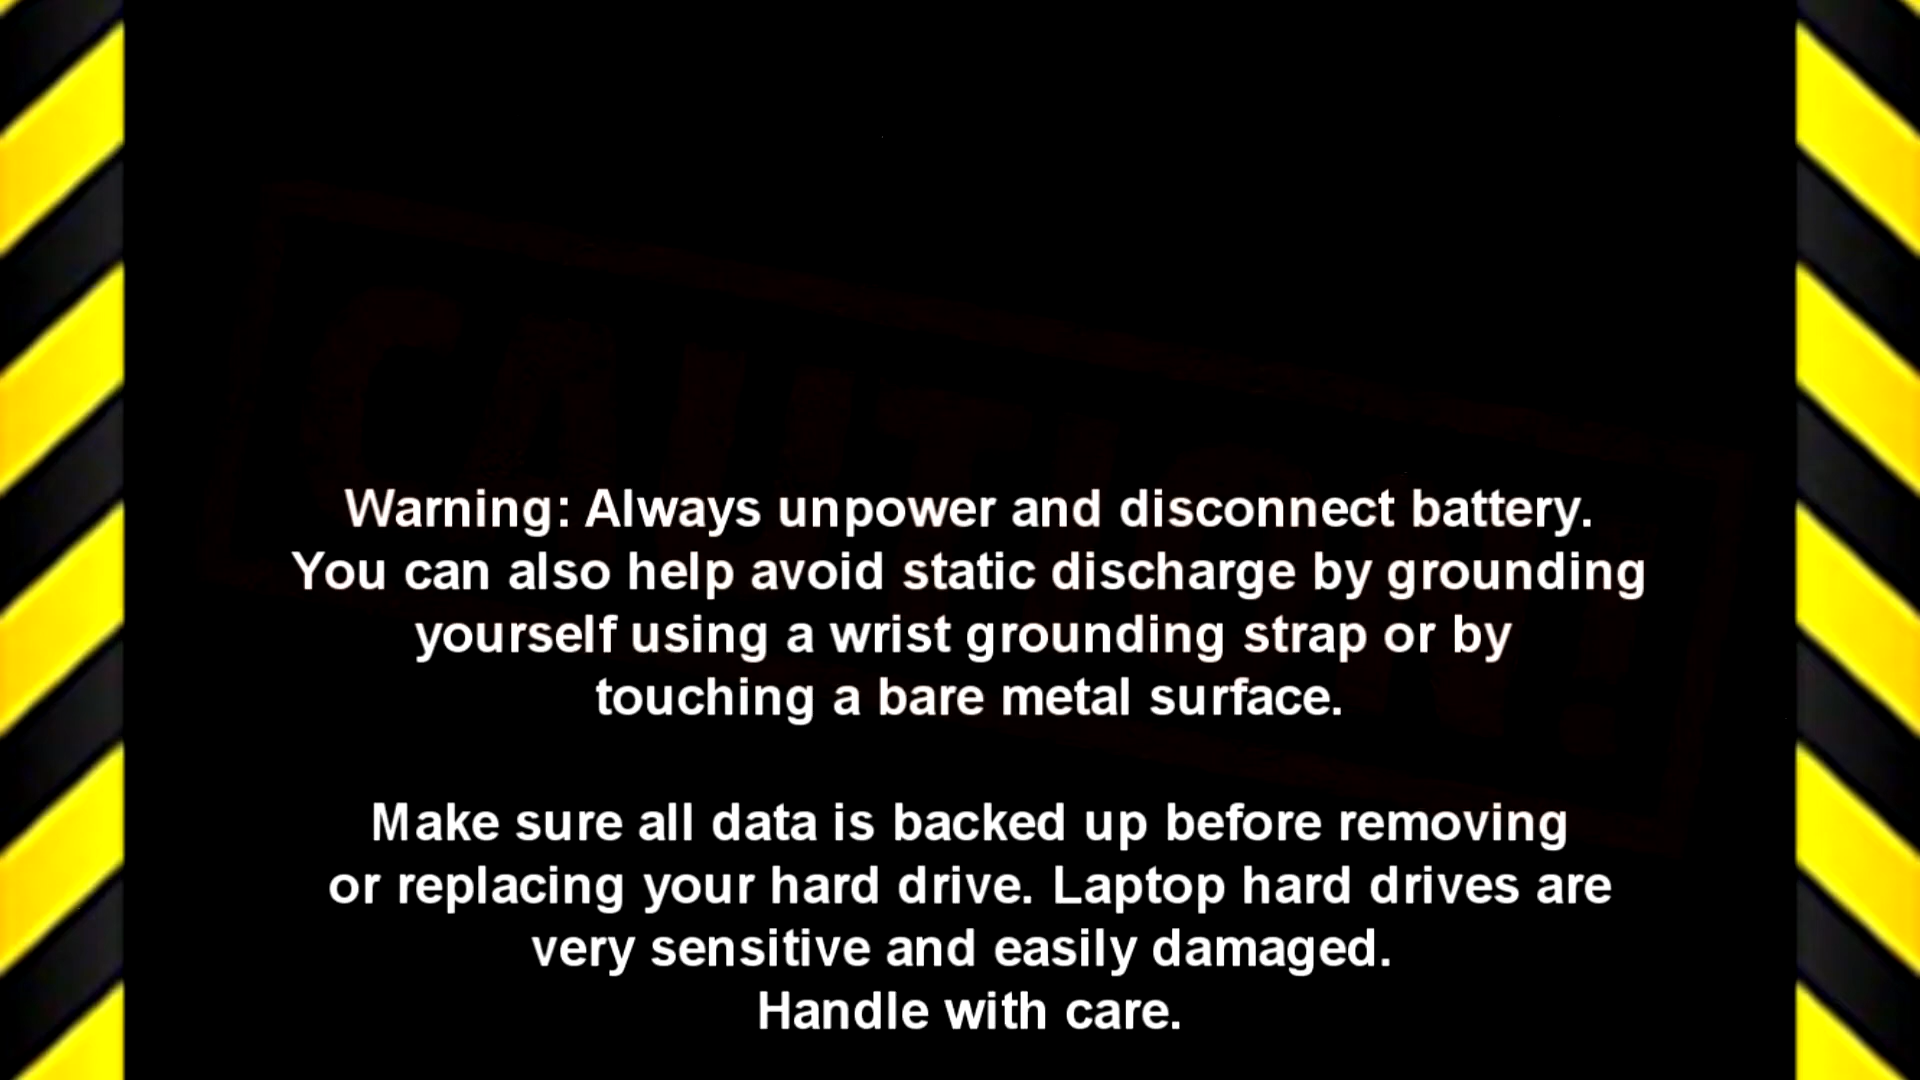 CAUTION!
Warning: Always unpower and disconnect battery.
You can also help avoid static discharge by grounding
yourself using a wrist grounding strap or by
touching a bare metal surface.
Make sure all data is backed up before removing
or replacing your hard drive. Laptop hard drives are
very sensitive and easily damaged.
Handle with care.